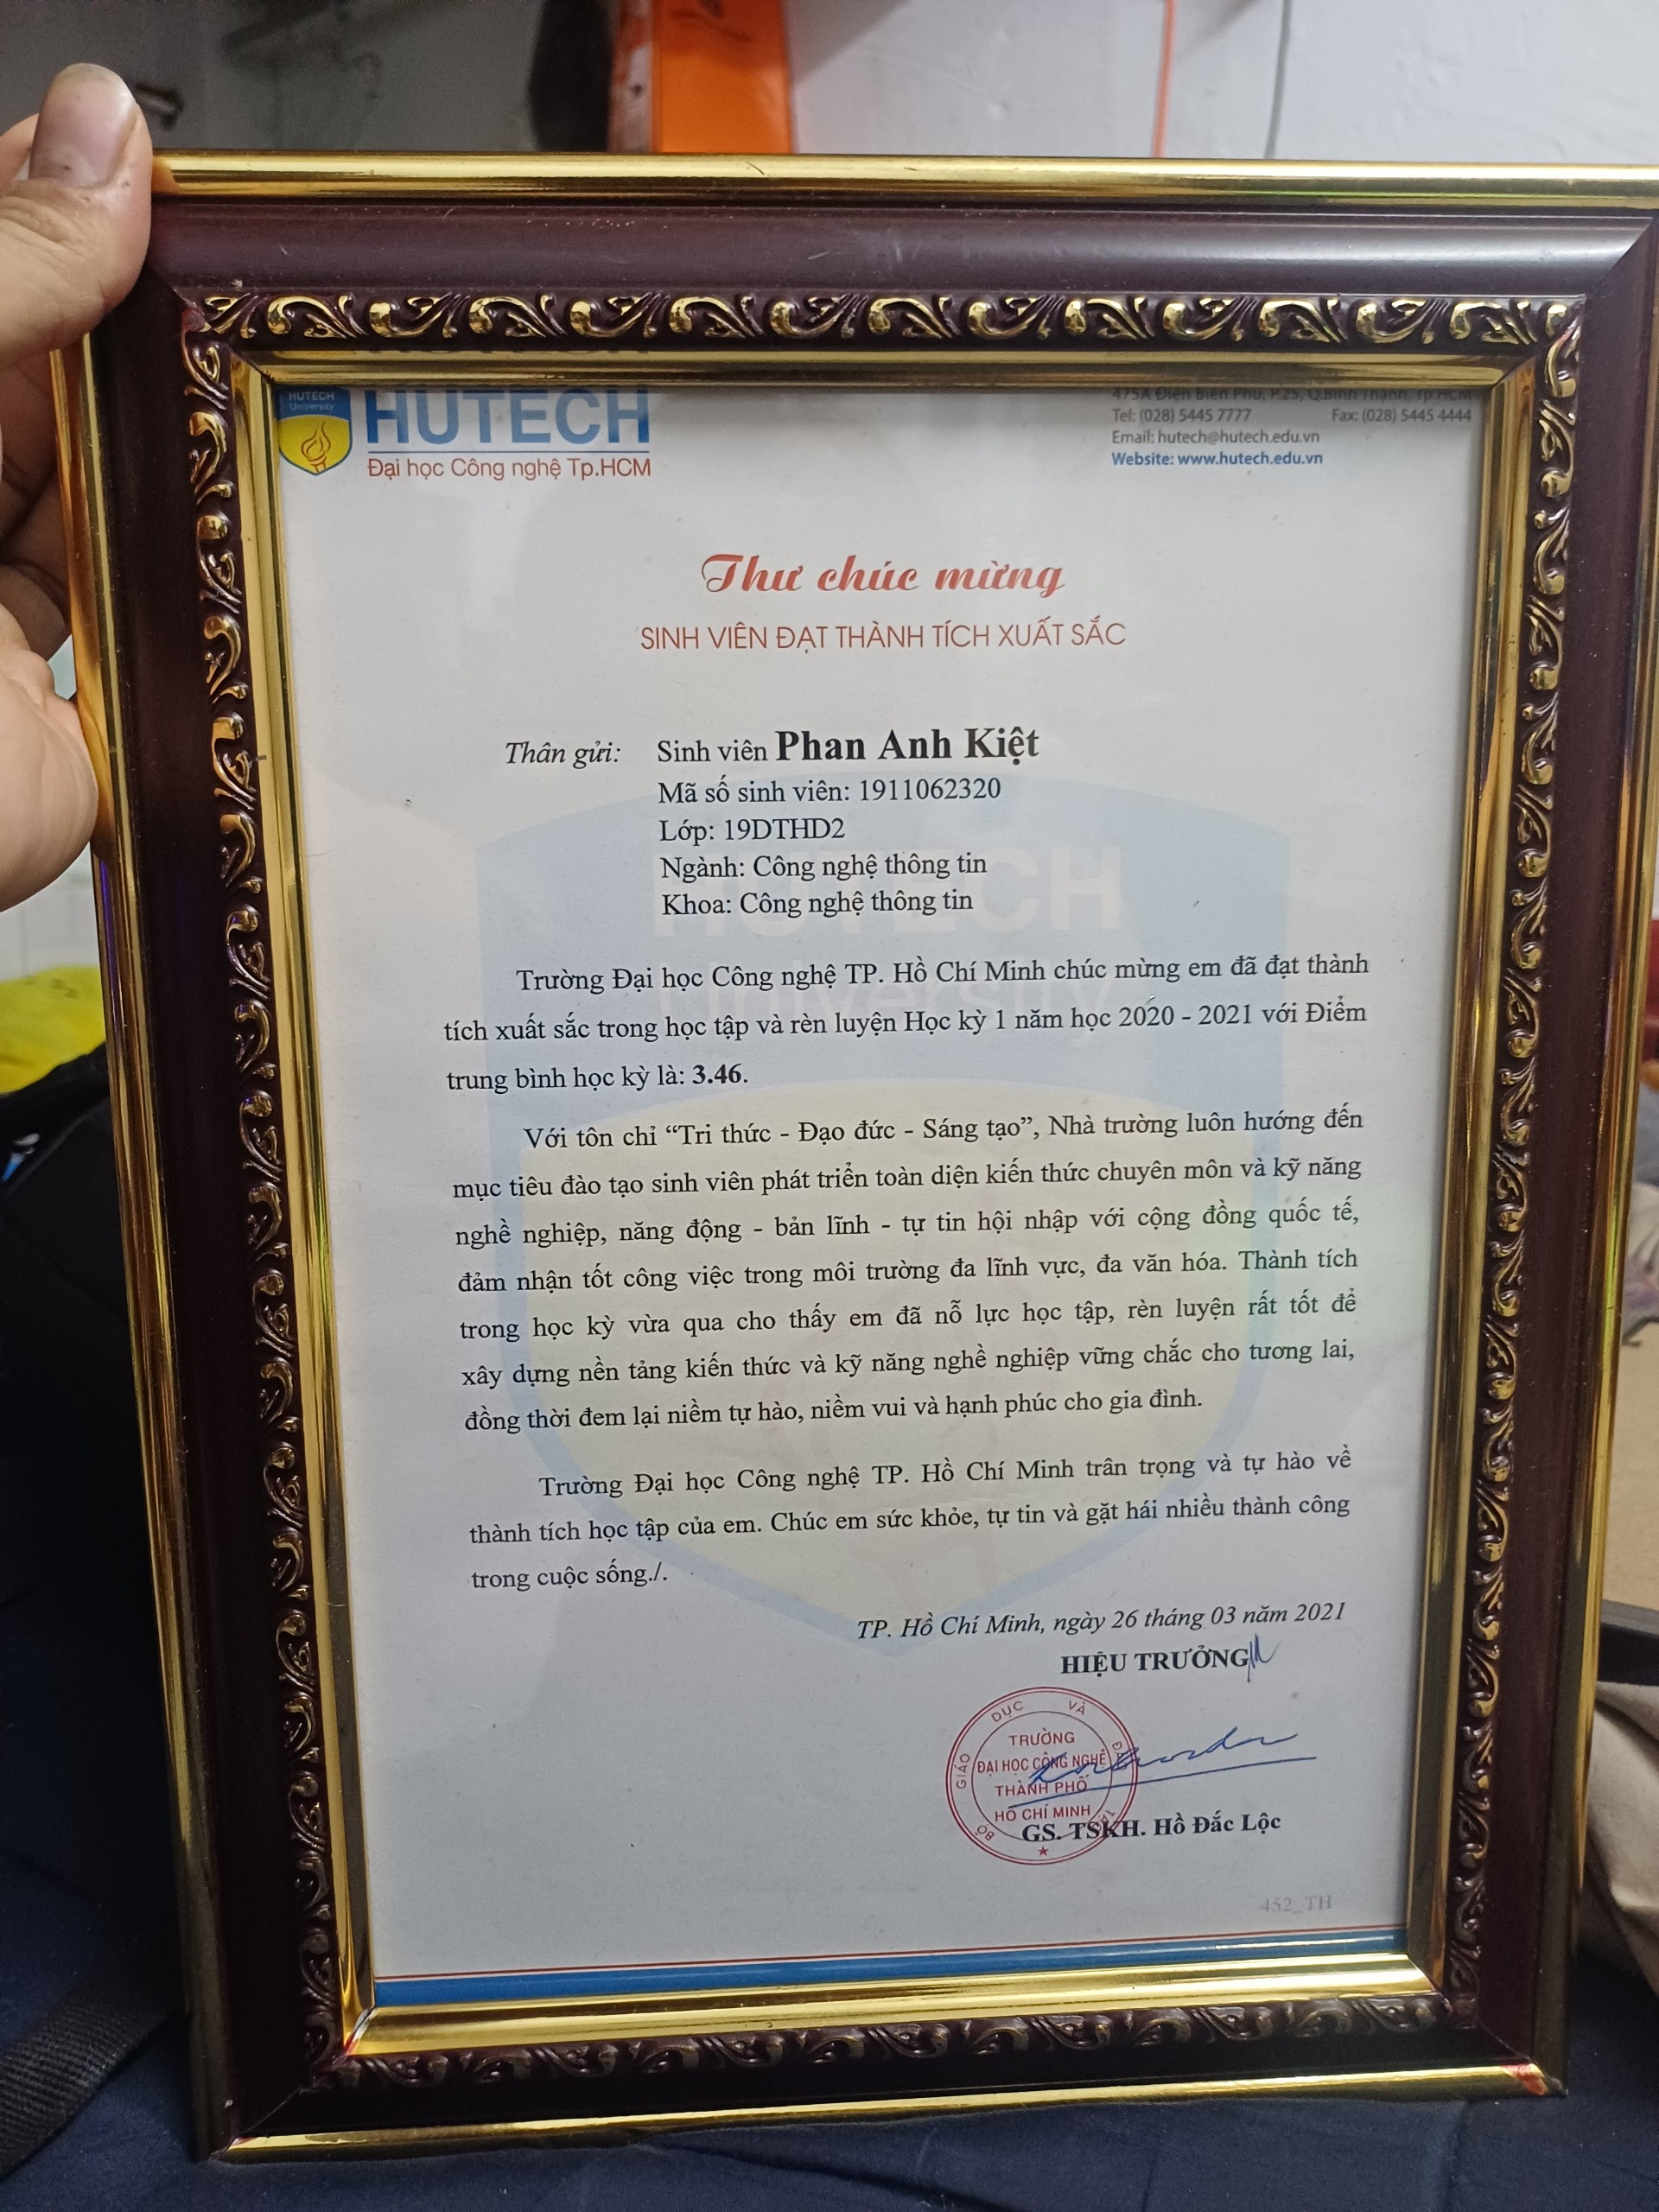 HUTECH
University
HUTECH
Đại học Công nghệ Tp.HCM
475A Điện Biên Phủ, P.25, Q.Bình Thạnh, Tp.HCM
Tel: (028) 5445 7777 Fax: (028) 5445 4444
Email: hutech@hutech.edu.vn
Website: www.hutech.edu.vn
Thư chúc mừng
SINH VIÊN ĐẠT THÀNH TÍCH XUẤT SẮC
Thân gửi: Sinh viên Phan Anh Kiệt
Mã số sinh viên: 1911062320
Lớp: 19DTHD2
Ngành: Công nghệ thông tin
Khoa: Công nghệ thông tin
HUTECH
University
Trường Đại học Công nghệ TP. Hồ Chí Minh chúc mừng em đã đạt thành
tích xuất sắc trong học tập và rèn luyện Học kỳ 1 năm học 2020 - 2021 với Điểm
trung bình học kỳ là: 3.46.
Với tôn chỉ “Tri thức - Đạo đức - Sáng tạo”, Nhà trường luôn hướng đến
mục tiêu đào tạo sinh viên phát triển toàn diện kiến thức chuyên môn và kỹ năng
nghề nghiệp, năng động - bản lĩnh - tự tin hội nhập với cộng đồng quốc tế,
đảm nhận tốt công việc trong môi trường đa lĩnh vực, đa văn hóa. Thành tích
trong học kỳ vừa qua cho thấy em đã nỗ lực học tập, rèn luyện rất tốt để
xây dựng nền tảng kiến thức và kỹ năng nghề nghiệp vững chắc cho tương lai,
đồng thời đem lại niềm tự hào, niềm vui và hạnh phúc cho gia đình.
Trường Đại học Công nghệ TP. Hồ Chí Minh trân trọng và tự hào về
thành tích học tập của em. Chúc em sức khỏe, tự tin và gặt hái nhiều thành công
trong cuộc sống./.
TP. Hồ Chí Minh, ngày 26 tháng 03 năm 2021
HIỆU TRƯỞNG
BỘ GIÁO DỤC VÀ
TRƯỜNG
ĐẠI HỌC CÔNG NGHỆ
THÀNH PHỐ
HỒ CHÍ MINH
GS. TSKH. Hồ Đắc Lộc
452_TH